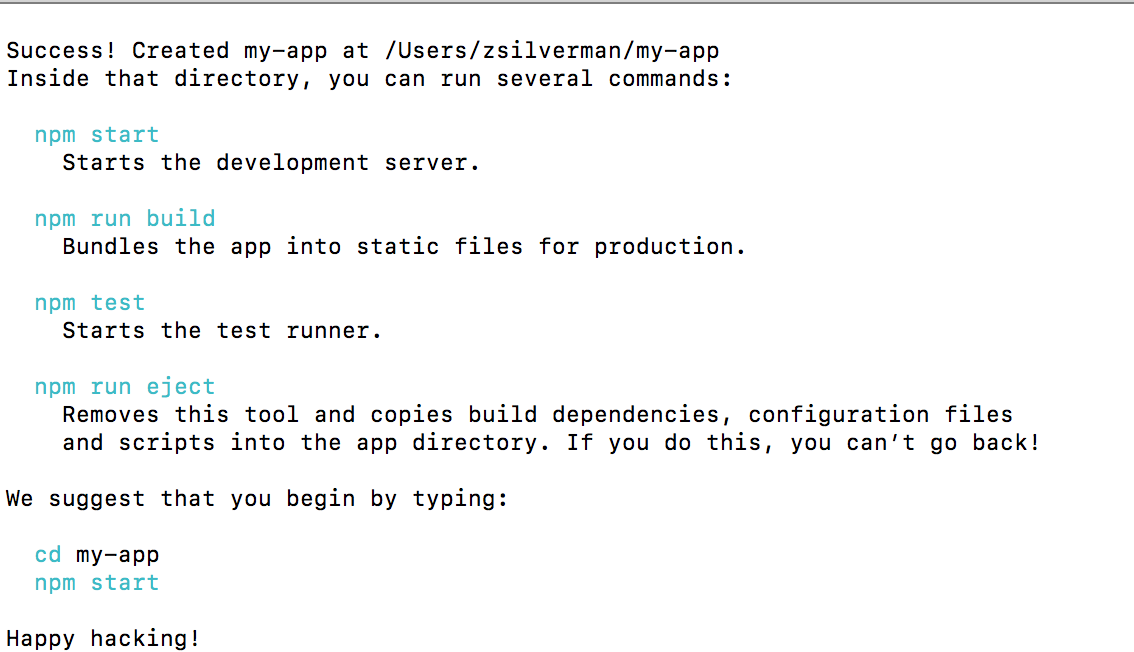 Success! Created my-app at /Users/zsilverman/my-app
Inside that directory, you can run several commands:
npm start
Starts the development server.
npm run build
Bundles the app into static files for production.
npm test
Starts the test runner.
npm run eject
Removes this tool and copies build dependencies, configuration files
and scripts into the app directory. If you do this, you can’t go back!
We suggest that you begin by typing:
cd my-app
npm start
Happy hacking!